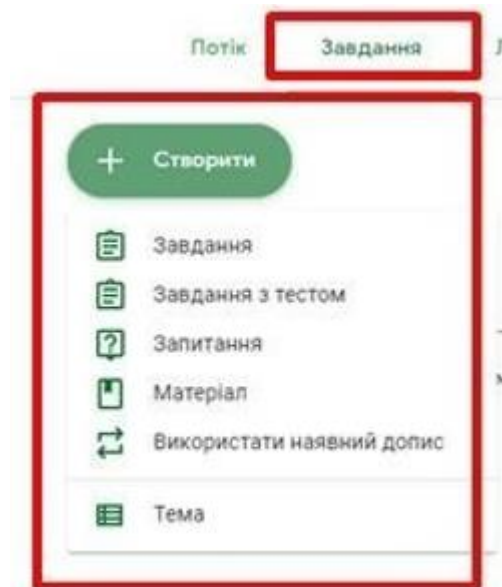 Потік Завдання
Створити
Завдання
Завдання з тестом
Запитання
Матеріал
Використати наявний допис
Тема